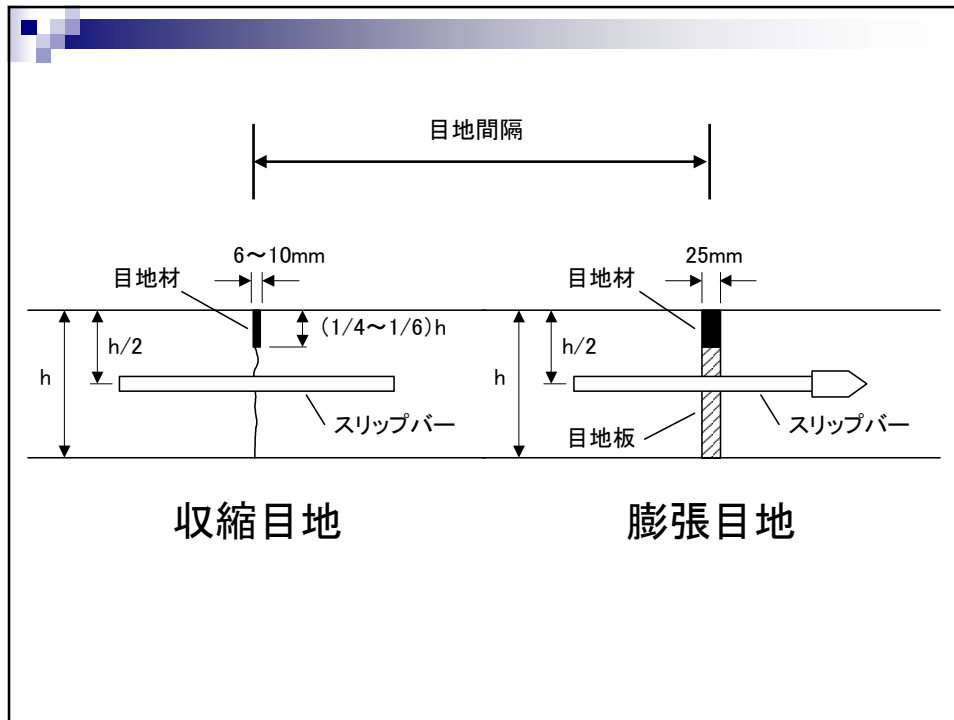 目地間隔
6～10mm
目地材
(1/4～1/6)h
h/2
h
スリップバー
収縮目地
25mm
目地材
h/2
h
目地板
スリップバー
膨張目地